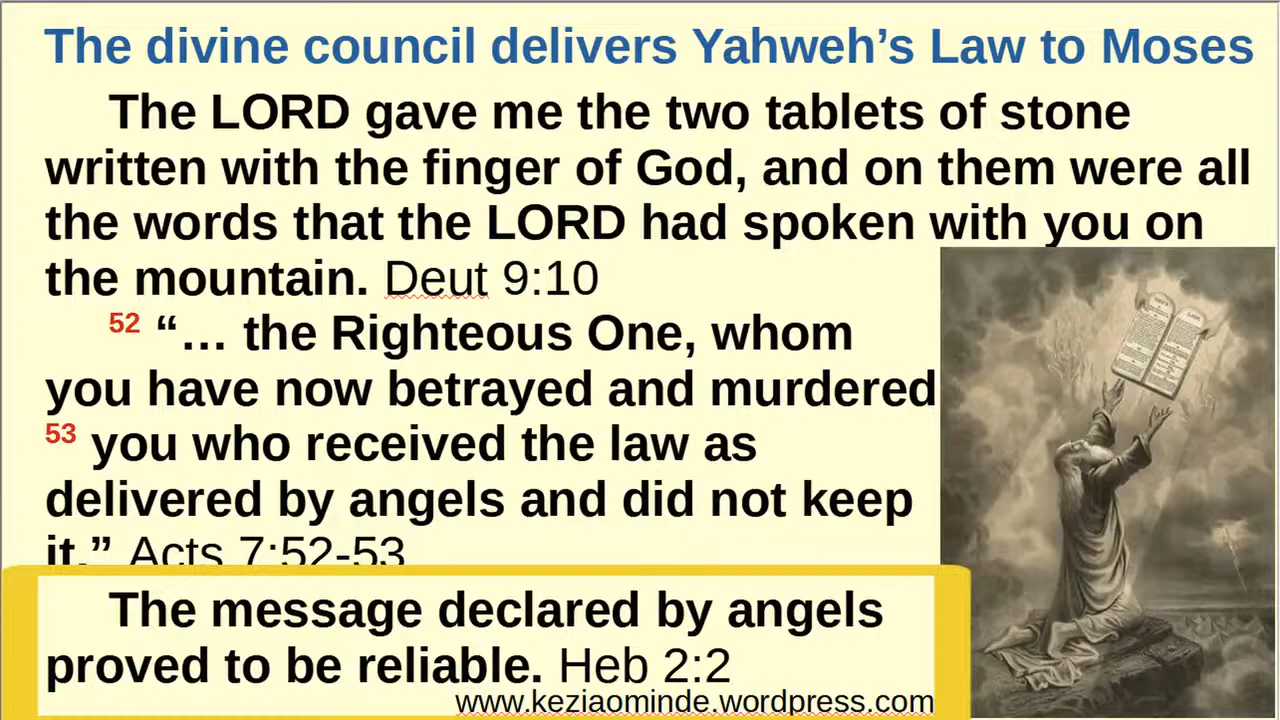 The divine council delivers Yahweh’s Law to Moses
The LORD gave me the two tablets of stone
written with the finger of God, and on them were all
the words that the LORD had spoken with you on
the mountain. Deut 9:10
52 “… the Righteous One, whom
you have now betrayed and murdered
53 you who received the law as
delivered by angels and did not keep
it.” Acts 7:52-53
The message declared by angels
proved to be reliable. Heb 2:2
www.keziaominde.wordpress.com